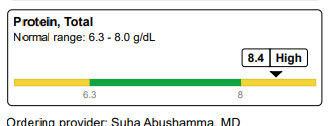 Protein, Total
Normal range: 6.3 - 8.0 g/dL
8.4 High
6.3 8
Ordering provider: Suha Abushamma, MD